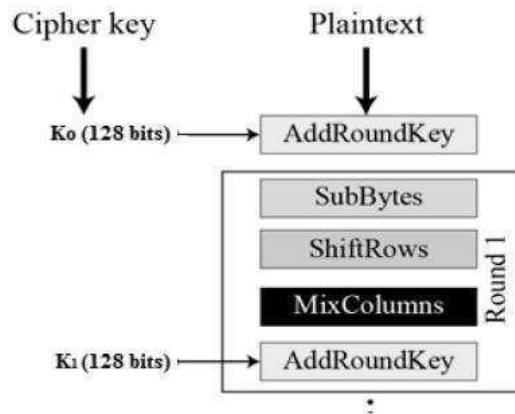 Cipher key
Plaintext
K0 (128 bits)
AddRoundKey
SubBytes
ShiftRows
MixColumns
Round 1
K1 (128 bits)
AddRoundKey